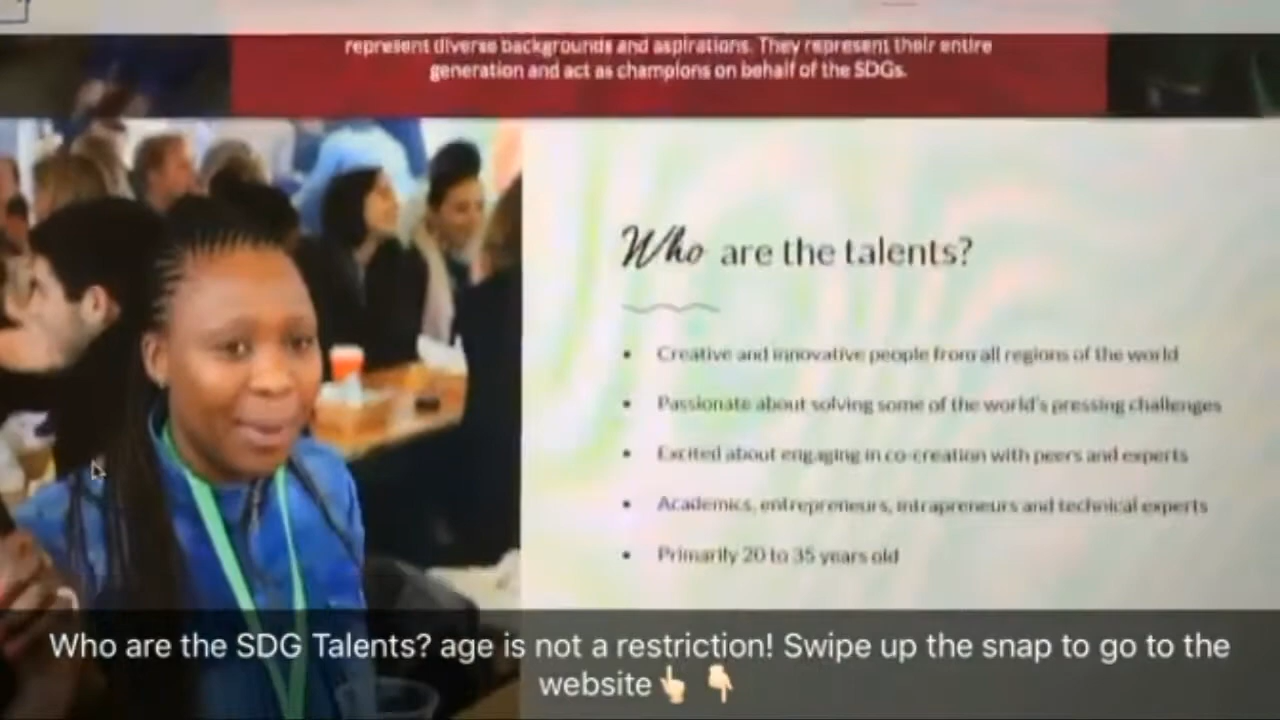 represent diverse backgrounds and aspirations. They represent their entire
generation and act as champions on behalf of the SDGs.
Who are the talents?
• Creative and innovative people from all regions of the world
• Passionate about solving some of the world's pressing challenges
• Excited about engaging in co-creation with peers and experts
• Academics, entrepreneurs, intrapreneurs and technical experts
• Primarily 20 to 35 years old
Who are the SDG Talents? age is not a restriction! Swipe up the snap to go to the
website👆🏻 👇🏻